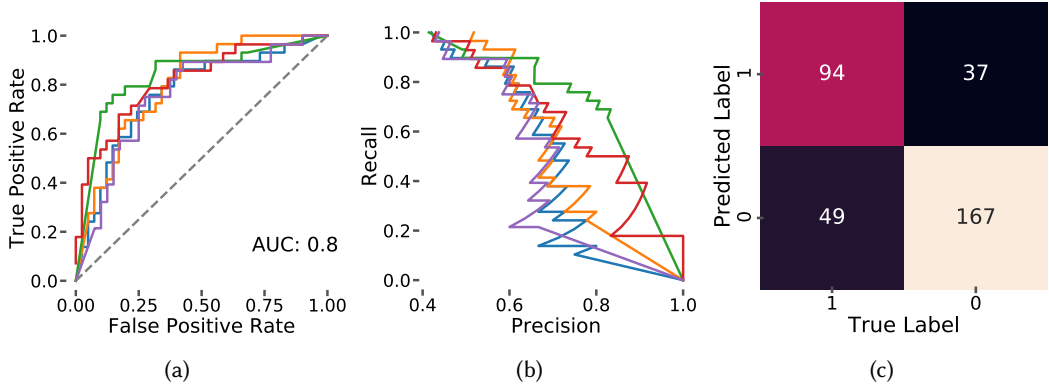 1.0
0.8
0.6
0.4
0.2
0.0
True Positive Rate
AUC: 0.8
0.00 0.25 0.50 0.75 1.00
False Positive Rate
(a)
1.0
0.8
0.6
0.4
0.2
0.0
Recall
0.4 0.6 0.8 1.0
Precision
(b)
Predicted Label
1
0
94 37
49 167
1 0
True Label
(c)